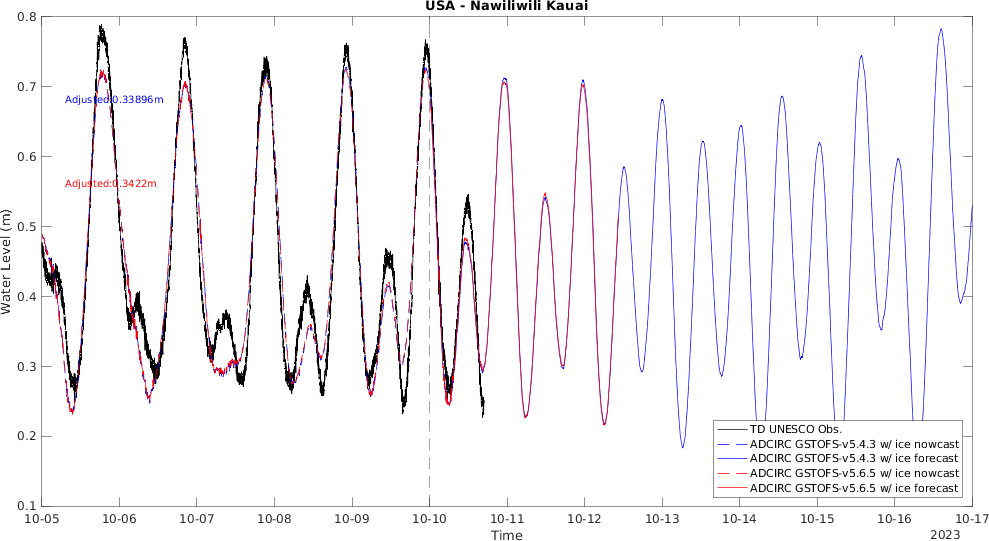 USA - Nawiliwili Kauai
0.8
0.7
0.6
0.5
0.4
0.3
0.2
0.1
Water Level (m)
Adjusted:0.33896m
Adjusted:0.3422m
TD UNESCO Obs.
ADCIRC GSTOFS-v5.4.3 w/ ice nowcast
ADCIRC GSTOFS-v5.4.3 w/ ice forecast
ADCIRC GSTOFS-v5.6.5 w/ ice nowcast
ADCIRC GSTOFS-v5.6.5 w/ ice forecast
10-05 10-06 10-07 10-08 10-09 10-10 10-11 10-12 10-13 10-14 10-15 10-16 10-17
Time
2023